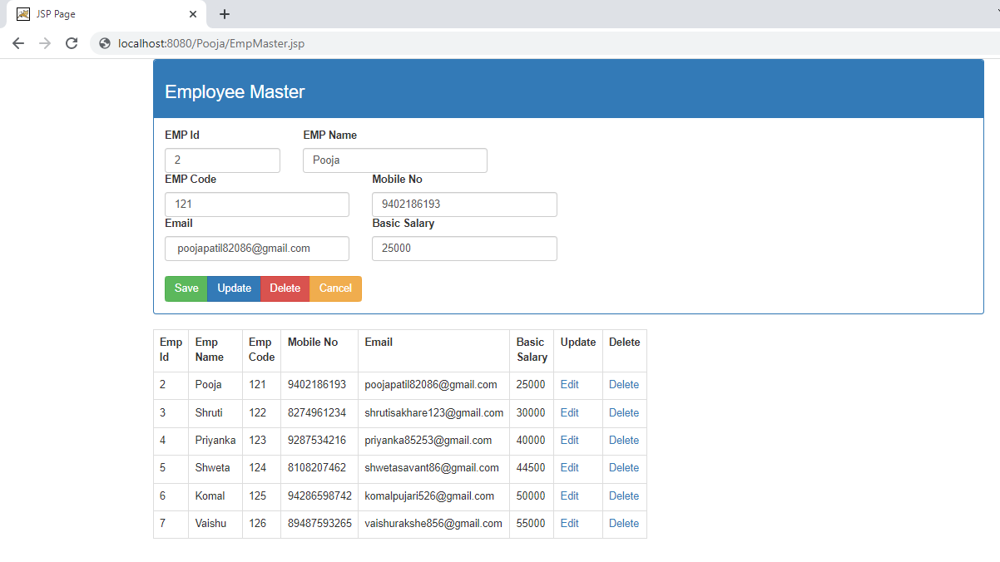 JSP Page
localhost:8080/Pooja/EmpMaster.jsp
Employee Master
EMP Id EMP Name
2 Pooja
EMP Code Mobile No
121 9402186193
Email Basic Salary
poojapatil82086@gmail.com 25000
Save Update Delete Cancel
Emp Id Emp Name Emp Code Mobile No Email Basic Salary Update Delete
2 Pooja 121 9402186193 poojapatil82086@gmail.com 25000 Edit Delete
3 Shruti 122 8274961234 shrutisakhare123@gmail.com 30000 Edit Delete
4 Priyanka 123 9287534216 priyanka85253@gmail.com 40000 Edit Delete
5 Shweta 124 8108207462 shwetasavant86@gmail.com 44500 Edit Delete
6 Komal 125 94286598742 komalpujari526@gmail.com 50000 Edit Delete
7 Vaishu 126 89487593265 vaishurakshe856@gmail.com 55000 Edit Delete